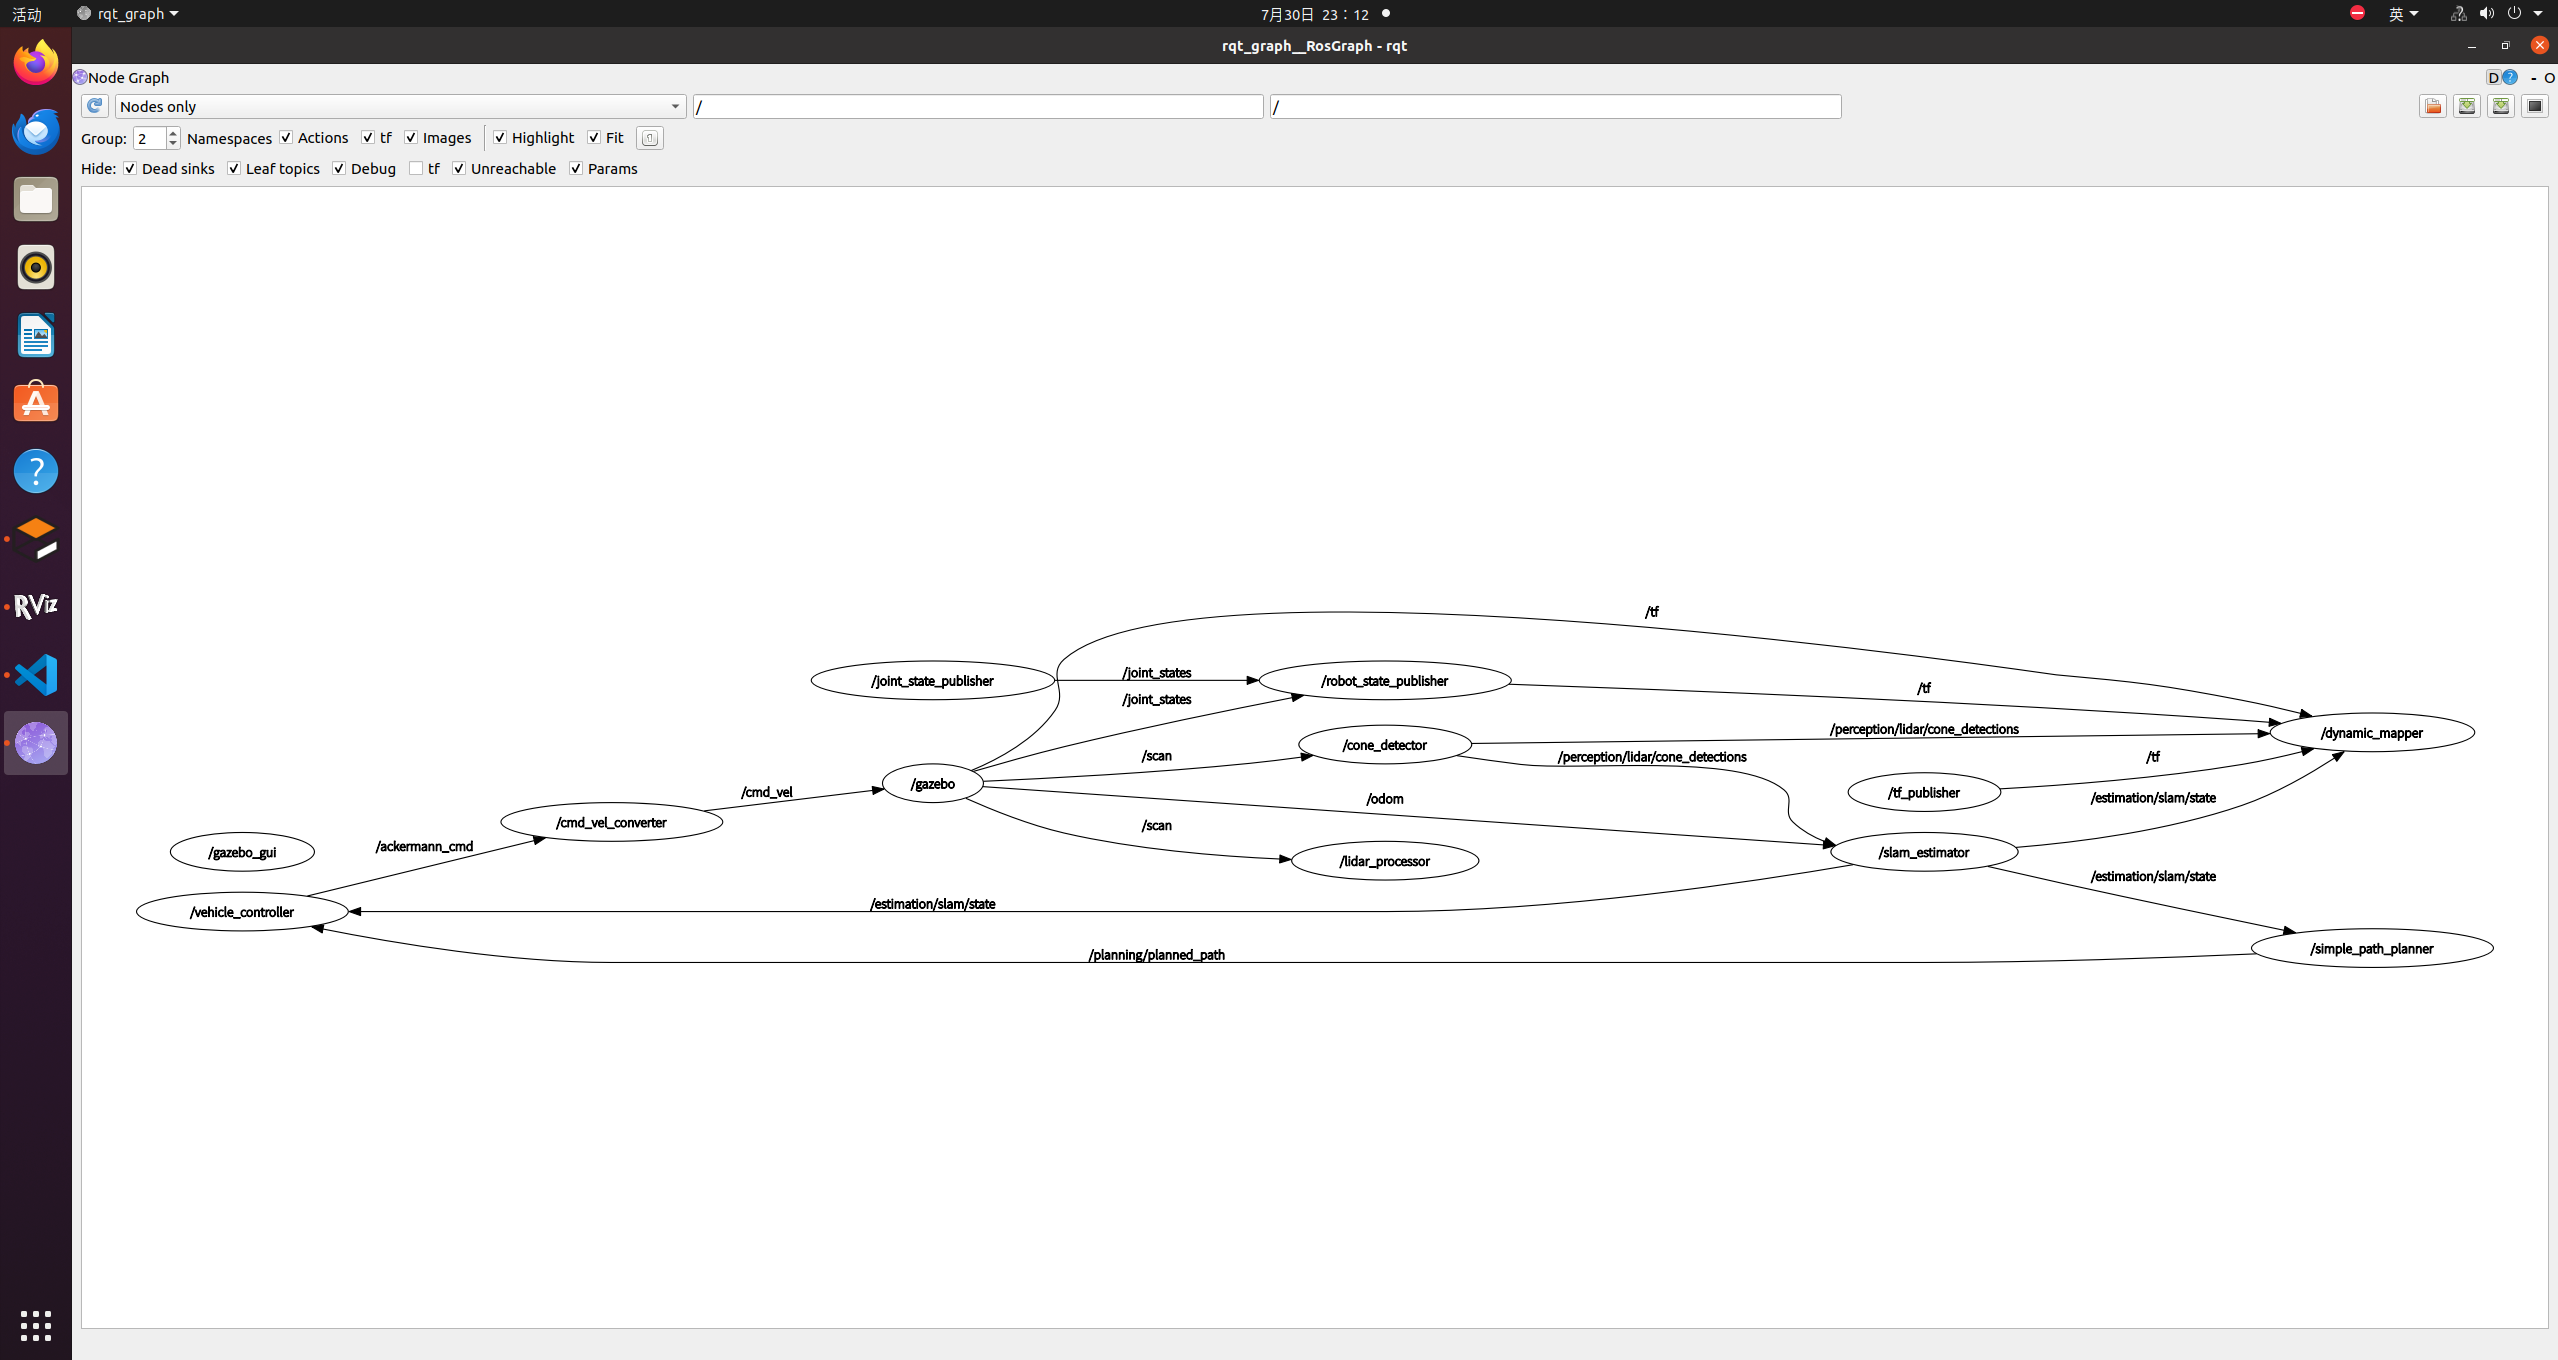 活动 rqt_graph 7月30日 23：12 英
rqt_graph__RosGraph - rqt
Node Graph D ? - O
Nodes only / /
Group: 2 Namespaces Actions tf Images Highlight Fit
Hide: Dead sinks Leaf topics Debug tf Unreachable Params
RViz
/tf
/joint_state_publisher
/joint_states
/robot_state_publisher
/tf
/joint_states
/cone_detector
/perception/lidar/cone_detections
/dynamic_mapper
/scan
/perception/lidar/cone_detections
/tf
/gazebo
/cmd_vel
/odom
/tf_publisher
/estimation/slam/state
/cmd_vel_converter
/scan
/ackermann_cmd
/gazebo_gui
/lidar_processor
/slam_estimator
/estimation/slam/state
/estimation/slam/state
/vehicle_controller
/planning/planned_path
/simple_path_planner